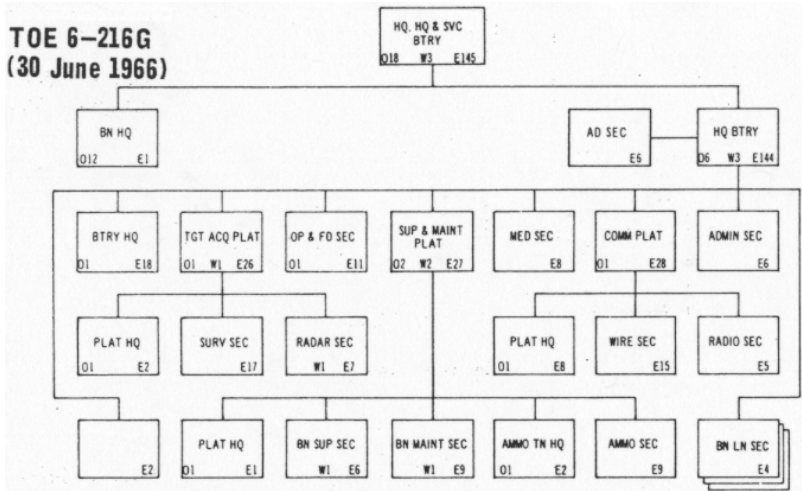 TOE 6-216G
(30 June 1966)
HQ, HQ & SVC
BTRY
O18 W3 E145
BN HQ
O12 E1
AD SEC
E6
HQ BTRY
O6 W3 E144
BTRY HQ
O1 E18
TGT ACQ PLAT
O1 W1 E26
OP & FO SEC
O1 E11
SUP & MAINT
PLAT
O2 W2 E27
MED SEC
E8
COMM PLAT
O1 E28
ADMIN SEC
E6
PLAT HQ
O1 E2
SURV SEC
E17
RADAR SEC
W1 E7
PLAT HQ
O1 E8
WIRE SEC
E15
RADIO SEC
E5
E2
PLAT HQ
O1 E1
BN SUP SEC
W1 E6
BN MAINT SEC
W1 E9
AMMO TN HQ
O1 E2
AMMO SEC
E9
BN LN SEC
E4